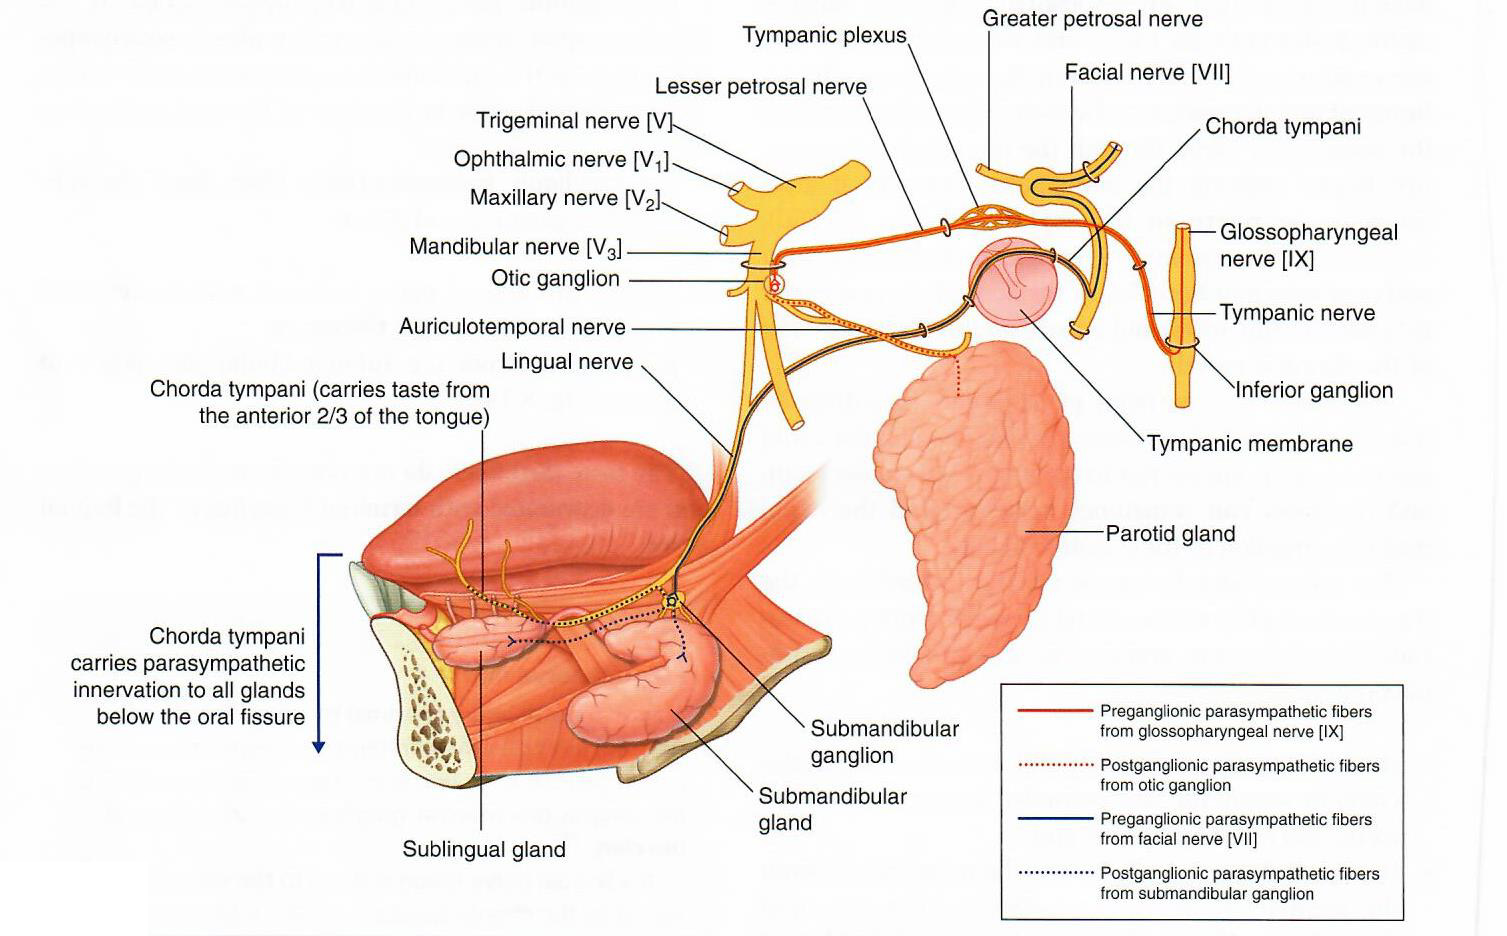 Greater petrosal nerve
Tympanic plexus
Facial nerve [VII]
Lesser petrosal nerve
Trigeminal nerve [V]
Chorda tympani
Ophthalmic nerve [V1]
Maxillary nerve [V2]
Mandibular nerve [V3]
Glossopharyngeal
nerve [IX]
Otic ganglion
Tympanic nerve
Auriculotemporal nerve
Lingual nerve
Inferior ganglion
Chorda tympani (carries taste from
the anterior 2/3 of the tongue)
Tympanic membrane
Parotid gland
Chorda tympani
carries parasympathetic
innervation to all glands
below the oral fissure
Submandibular
ganglion
Submandibular
gland
Sublingual gland
Preganglionic parasympathetic fibers
from glossopharyngeal nerve [IX]
Postganglionic parasympathetic fibers
from otic ganglion
Preganglionic parasympathetic fibers
from facial nerve [VII]
Postganglionic parasympathetic fibers
from submandibular ganglion